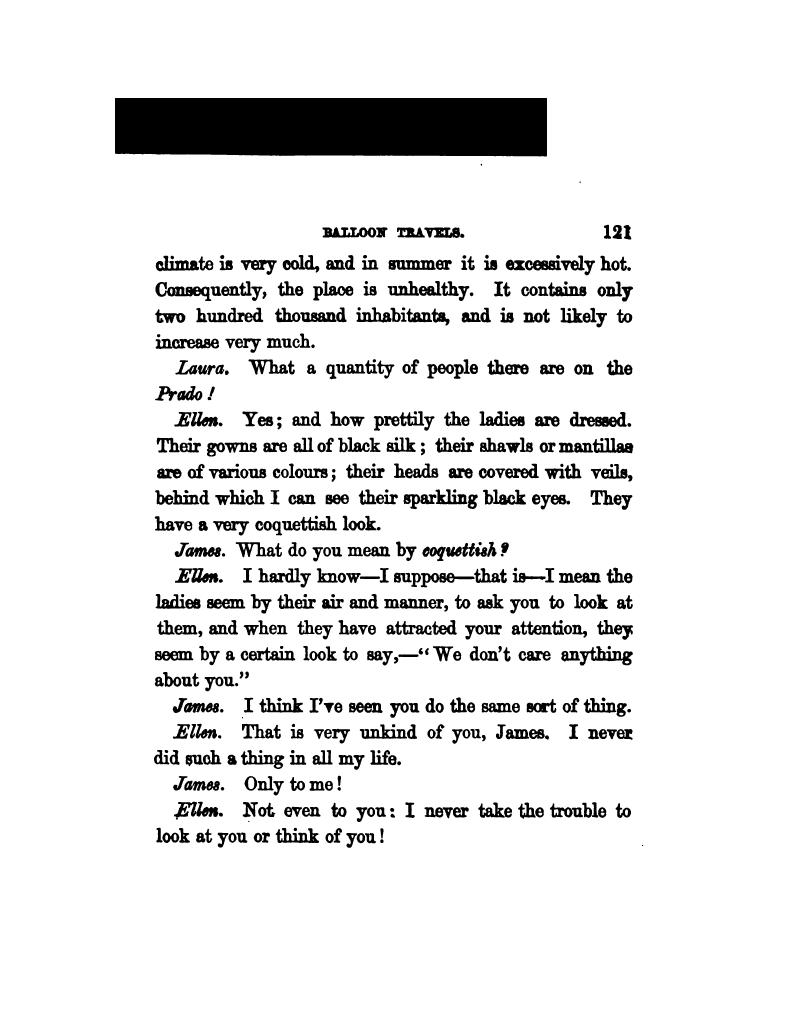 BALLOON TRAVELS. 121
climate is very cold, and in summer it is excessively hot.
Consequently, the place is unhealthy. It contains only
two hundred thousand inhabitants, and is not likely to
increase very much.
Laura. What a quantity of people there are on the
Prado!
Ellen. Yes; and how prettily the ladies are dressed.
Their gowns are all of black silk; their shawls or mantillas
are of various colours; their heads are covered with veils,
behind which I can see their sparkling black eyes. They
have a very coquettish look.
James. What do you mean by coquettish?
Ellen. I hardly know—I suppose—that is—I mean the
ladies seem by their air and manner, to ask you to look at
them, and when they have attracted your attention, they
seem by a certain look to say,—“We don't care anything
about you.”
James. I think I've seen you do the same sort of thing.
Ellen. That is very unkind of you, James. I never
did such a thing in all my life.
James. Only to me!
Ellen. Not even to you: I never take the trouble to
look at you or think of you!